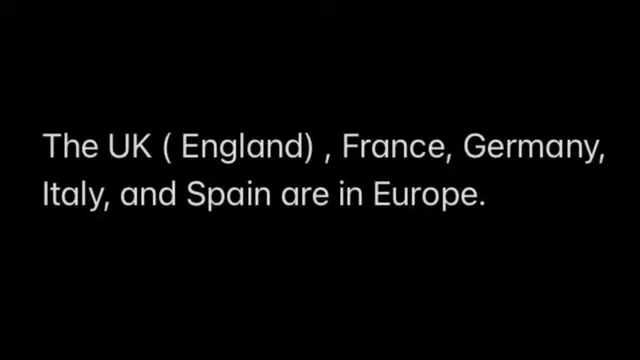 The UK ( England) , France, Germany,
Italy, and Spain are in Europe.